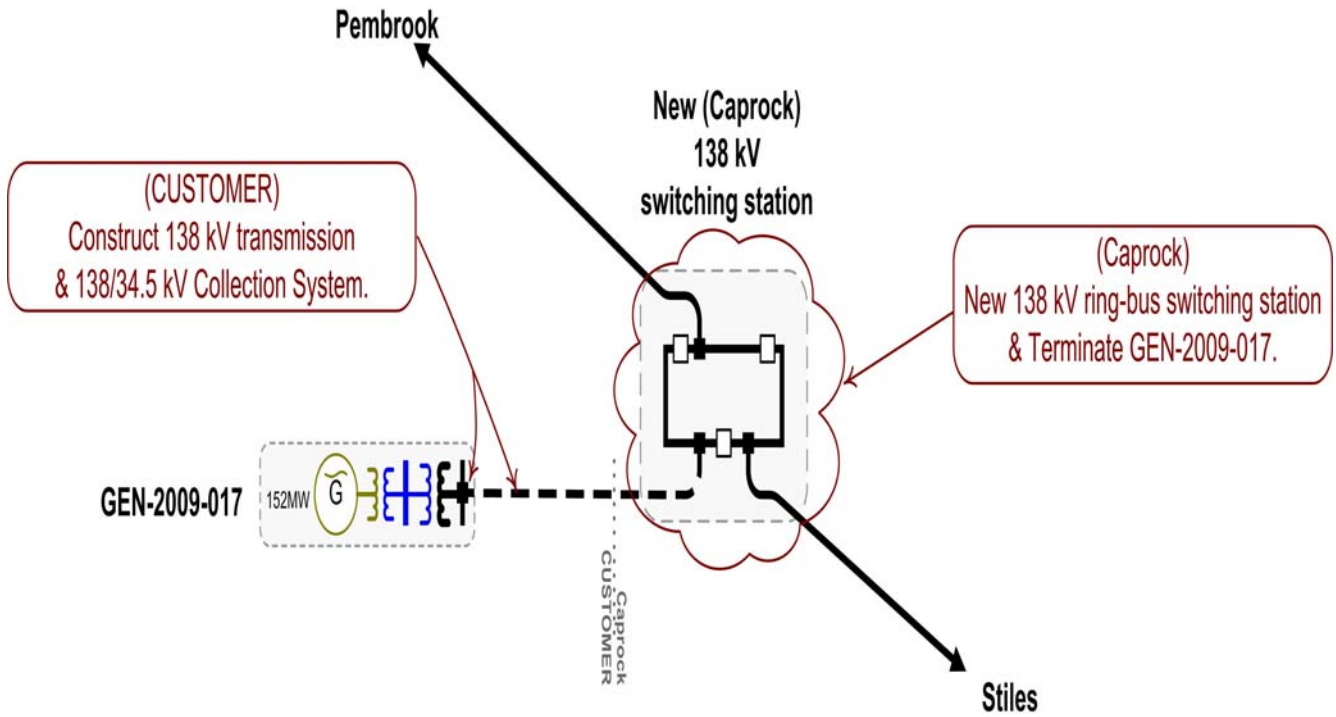 Pembrook
New (Caprock)
138 kV
switching station
(CUSTOMER)
Construct 138 kV transmission
& 138/34.5 kV Collection System.
(Caprock)
New 138 kV ring-bus switching station
& Terminate GEN-2009-017.
GEN-2009-017
152MW
G
Caprock
CUSTOMER
Stiles